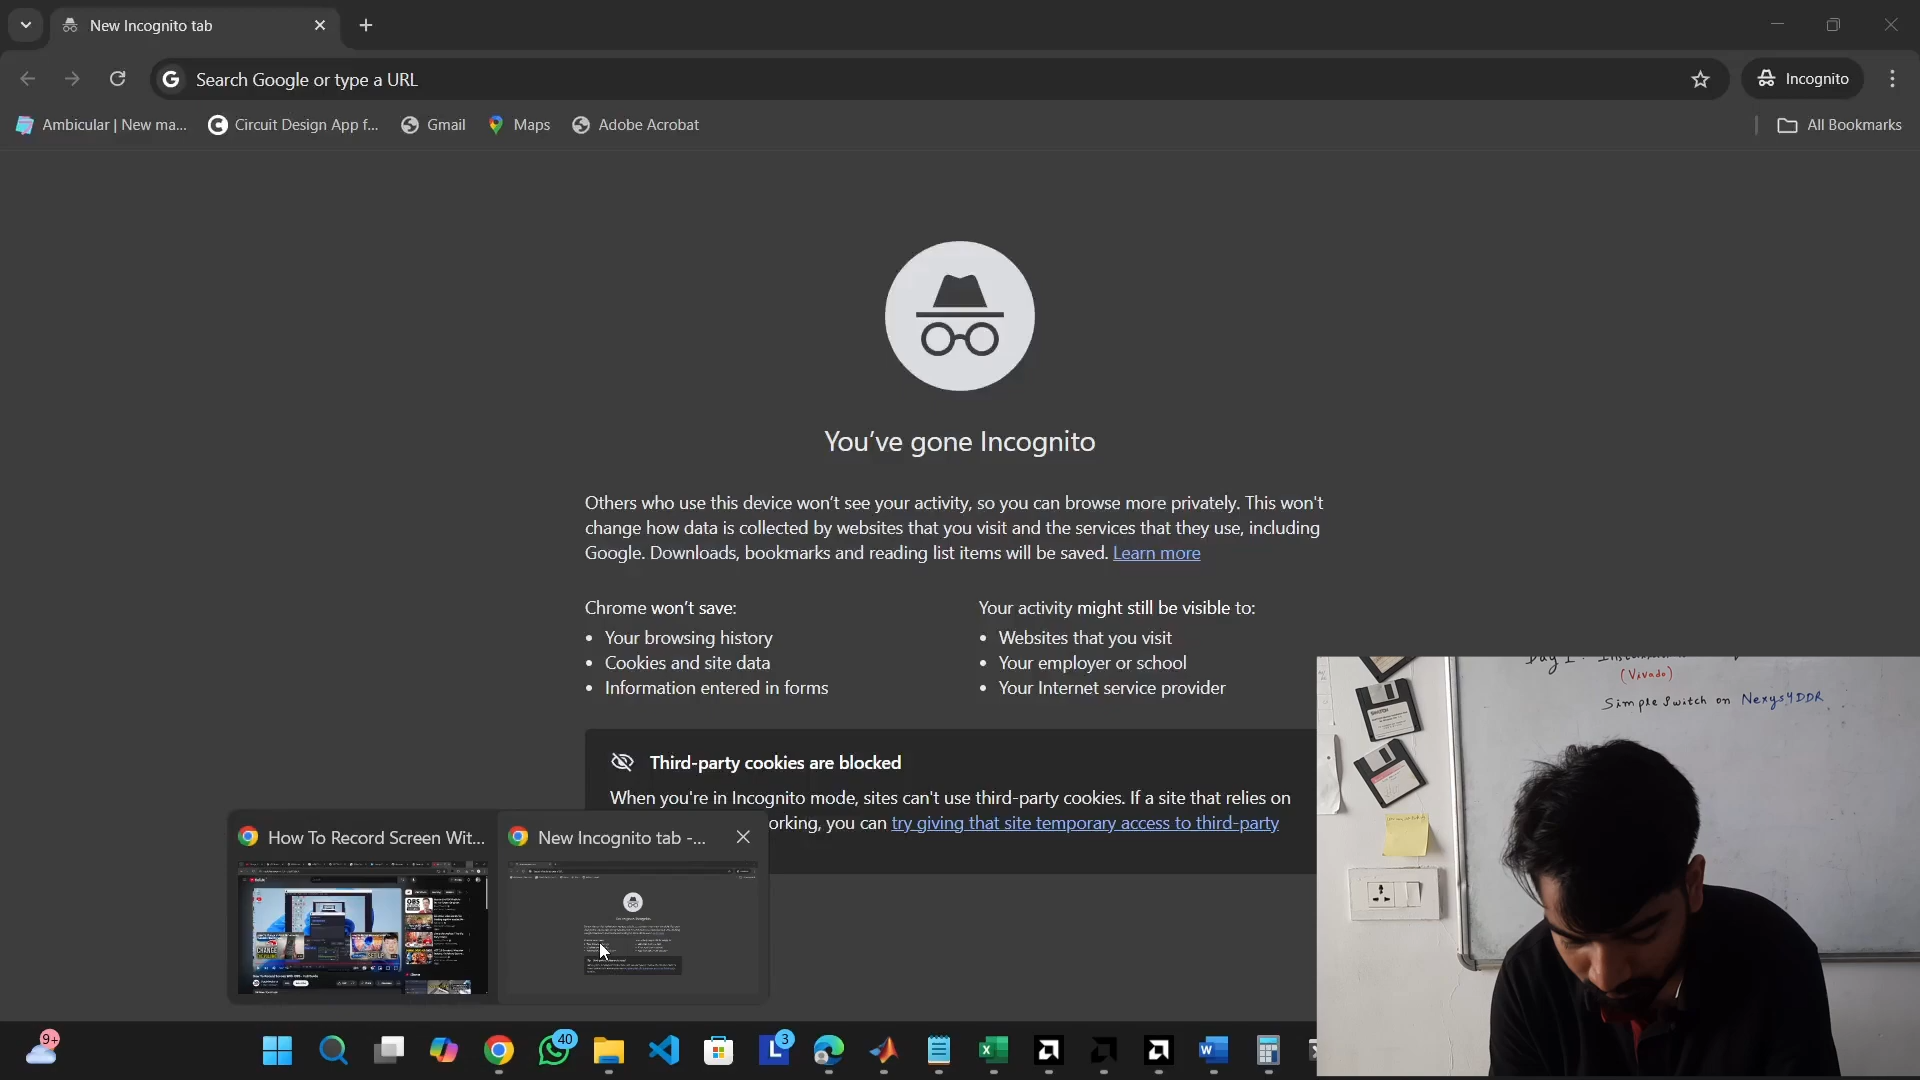 New Incognito tab
Search Google or type a URL
Incognito
Ambicular | New ma...
Circuit Design App f...
Gmail
Maps
Adobe Acrobat
All Bookmarks
You've gone Incognito
Others who use this device won't see your activity, so you can browse more privately. This won't
change how data is collected by websites that you visit and the services that they use, including
Google. Downloads, bookmarks and reading list items will be saved. Learn more
Chrome won't save:
Your browsing history
Cookies and site data
Information entered in forms
Your activity might still be visible to:
Websites that you visit
Your employer or school
Your Internet service provider
Third-party cookies are blocked
When you're in Incognito mode, sites can't use third-party cookies. If a site that relies on
orking, you can try giving that site temporary access to third-party
How To Record Screen Wit...
New Incognito tab -...
Day 1:
(Vivado)
Simple Switch on Nexys4DDR
9+
40
3